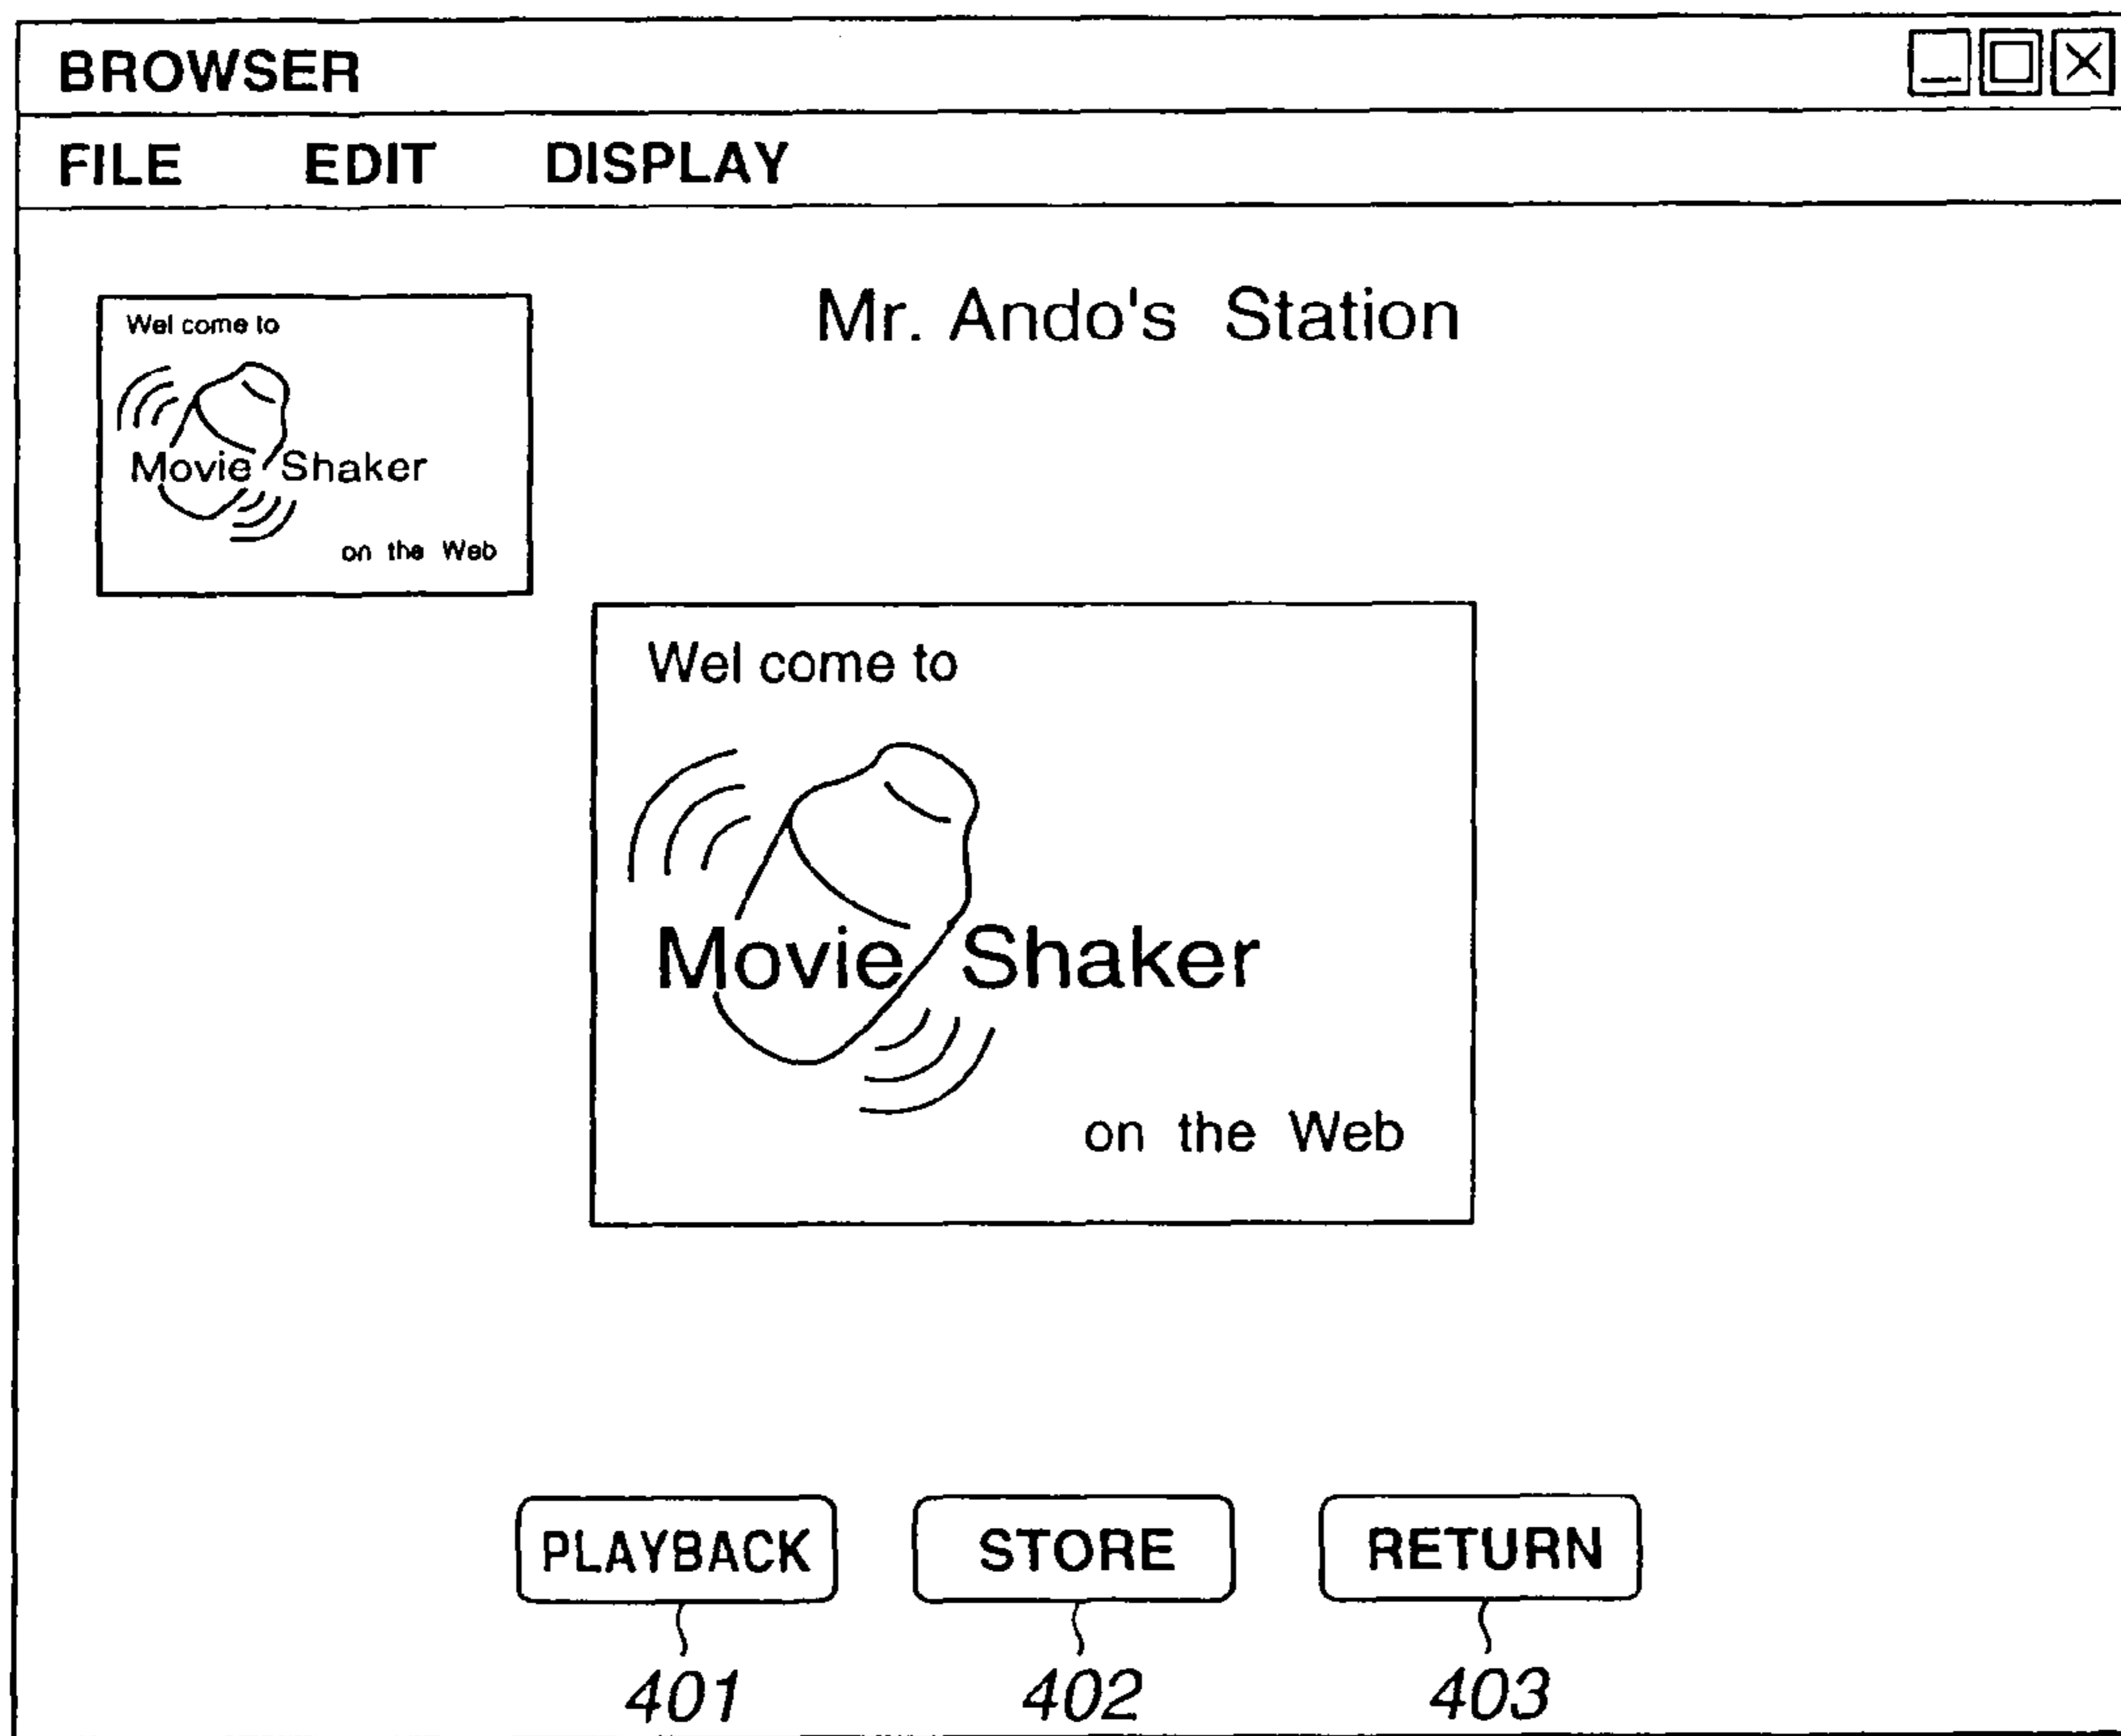 BROWSER
FILE EDIT DISPLAY
Mr. Ando's Station
Wel come to
Movie Shaker
on the Web
Wel come to
Movie Shaker
on the Web
PLAYBACK STORE RETURN
401 402 403